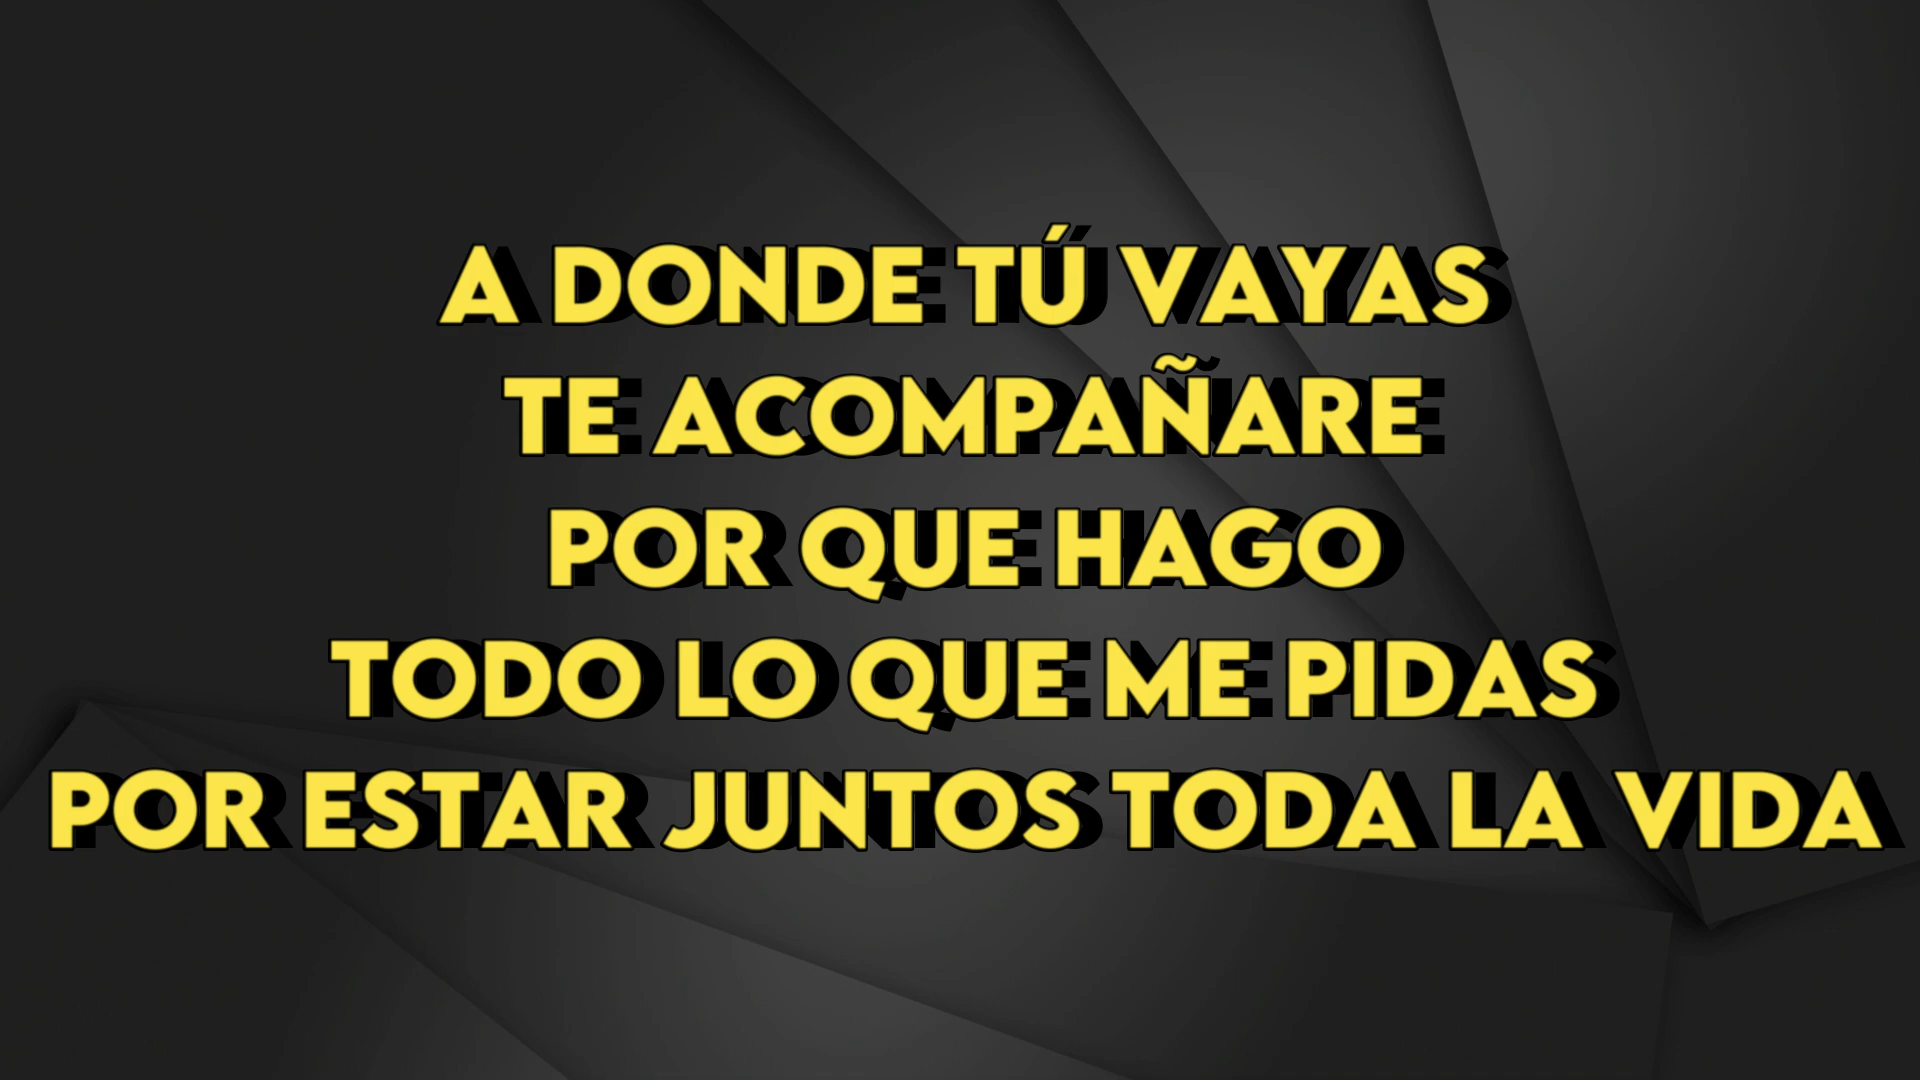 A DONDE TÚ VAYAS
TE ACOMPAÑARE
POR QUE HAGO
TODO LO QUE ME PIDAS
POR ESTAR JUNTOS TODA LA VIDA